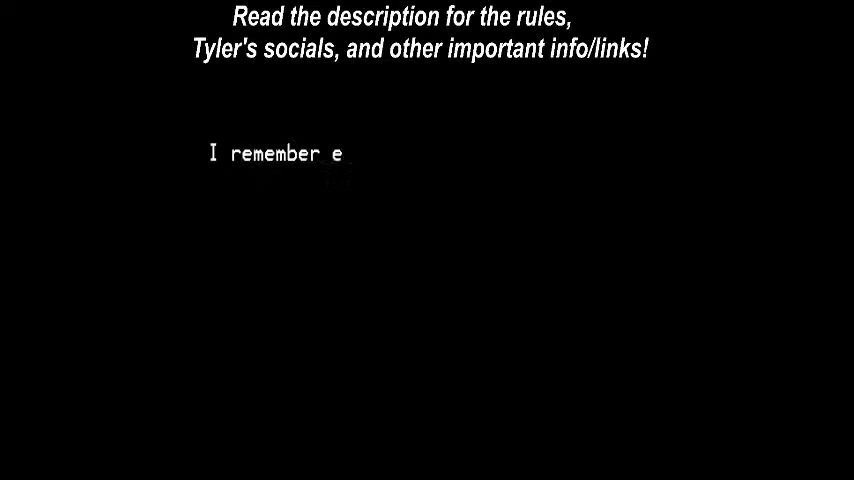 Read the description for the rules,
Tyler's socials, and other important info/links!
I remember e